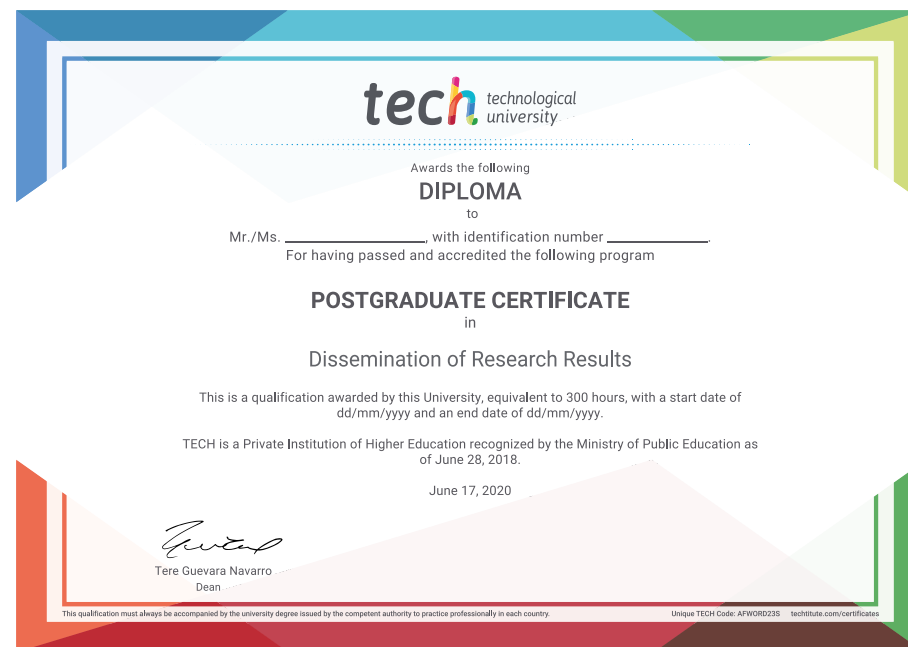 tech technological
university
Awards the following
DIPLOMA
to
Mr./Ms. ____________________, with identification number ______________.
For having passed and accredited the following program
POSTGRADUATE CERTIFICATE
in
Dissemination of Research Results
This is a qualification awarded by this University, equivalent to 300 hours, with a start date of
dd/mm/yyyy and an end date of dd/mm/yyyy.
TECH is a Private Institution of Higher Education recognized by the Ministry of Public Education as
of June 28, 2018.
June 17, 2020
Tere Guevara Navarro
Dean
This qualification must always be accompanied by the university degree issued by the competent authority to practice professionally in each country. Unique TECH Code: AFWORD23S techtitute.com/certificates